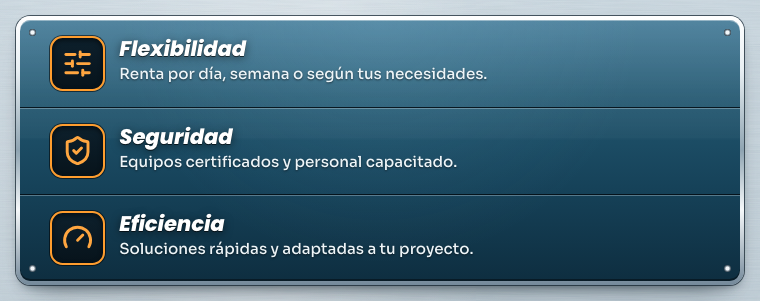 Flexibilidad
Renta por día, semana o según tus necesidades.
Seguridad
Equipos certificados y personal capacitado.
Eficiencia
Soluciones rápidas y adaptadas a tu proyecto.